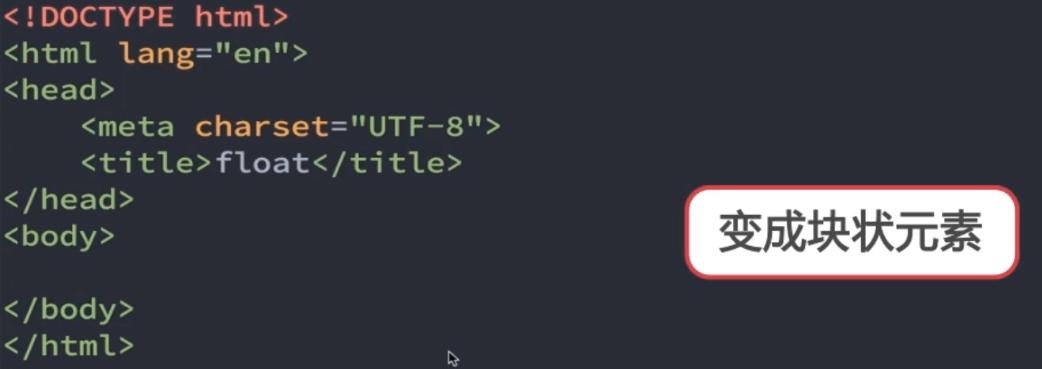 <!DOCTYPE html>
<html lang="en">
<head>
    <meta charset="UTF-8">
    <title>float</title>
</head>
<body>
变成块状元素
</body>
</html>